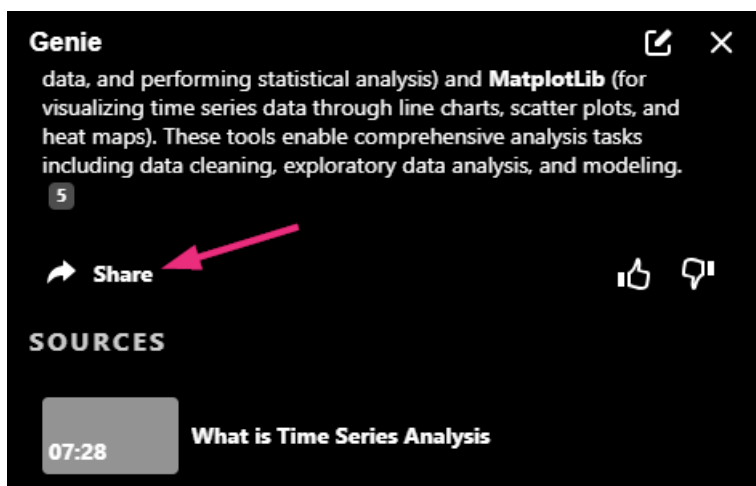 Genie
data, and performing statistical analysis) and MatplotLib (for
visualizing time series data through line charts, scatter plots, and
heat maps). These tools enable comprehensive analysis tasks
including data cleaning, exploratory data analysis, and modeling.
5
Share
SOURCES
07:28 What is Time Series Analysis